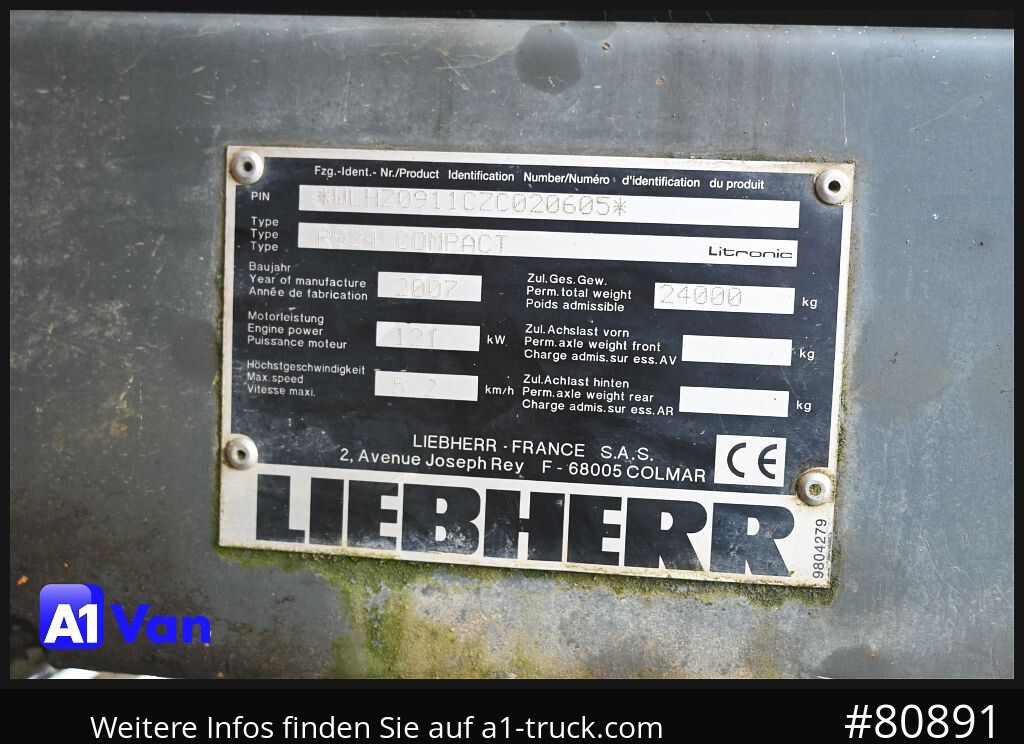 Fzg.-Ident.- Nr./Product Identification Number/Numéro d'identification du produit
PIN *WLHZ0911CZC020605*
Type
Type
Type
COMPACT Litronic
Baujahr
Year of manufacture
Année de fabrication
2007
Zul.Ges.Gew.
Perm.total weight
Poids admissible
24000 kg
Motorleistung
Engine power
Puissance moteur
121 kW
Zul.Achslast vorn
Perm.axle weight front
Charge admis.sur ess.AV
kg
Höchstgeschwindigkeit
Max.speed
Vitesse maxi.
5.2 km/h
Zul.Achlast hinten
Perm.axle weight rear
Charge admis.sur ess.AR
kg
LIEBHERR - FRANCE S.A.S.
2, Avenue Joseph Rey F - 68005 COLMAR
CE
LIEBHERR
9804279
A1 Van
Weitere Infos finden Sie auf a1-truck.com
#80891